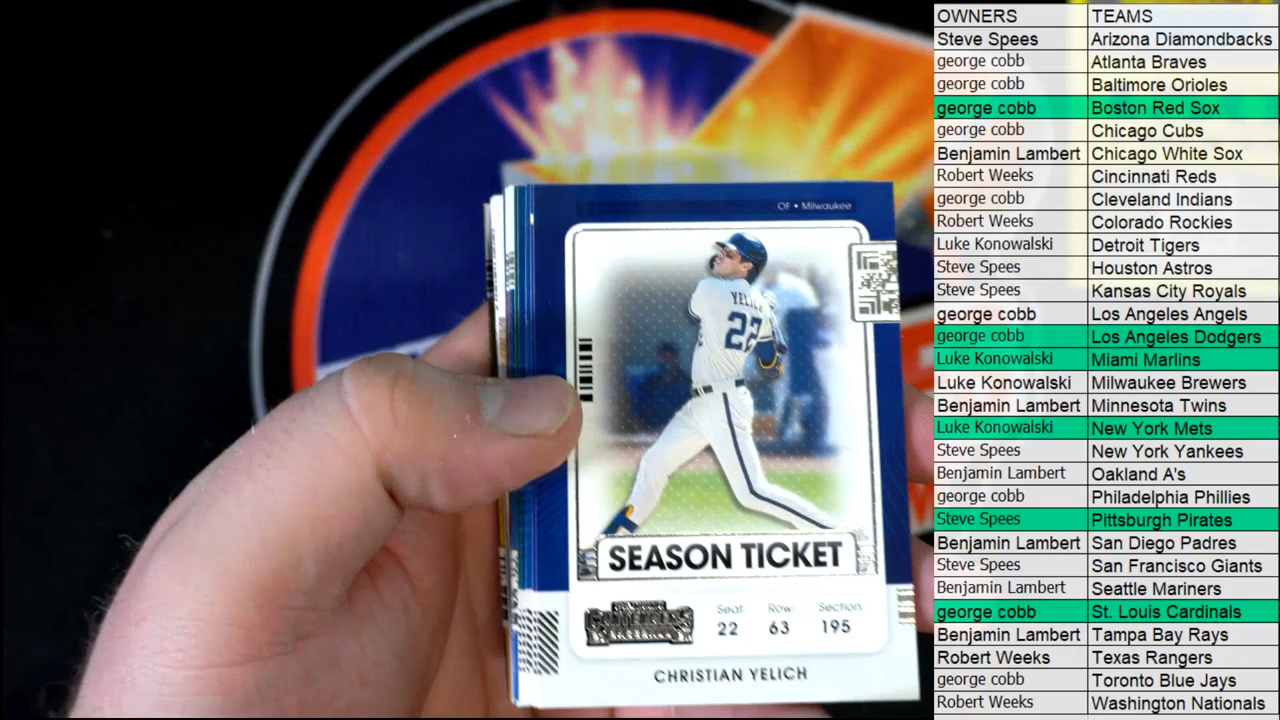 OF • Milwaukee
YELICH
22
SEASON TICKET
CONTENDERS
Seat: Row: Section:
22 63 195
CHRISTIAN YELICH
OWNERS TEAMS
Steve Spees Arizona Diamondbacks
george cobb Atlanta Braves
george cobb Baltimore Orioles
george cobb Boston Red Sox
george cobb Chicago Cubs
Benjamin Lambert Chicago White Sox
Robert Weeks Cincinnati Reds
george cobb Cleveland Indians
Robert Weeks Colorado Rockies
Luke Konowalski Detroit Tigers
Steve Spees Houston Astros
Steve Spees Kansas City Royals
george cobb Los Angeles Angels
george cobb Los Angeles Dodgers
Luke Konowalski Miami Marlins
Luke Konowalski Milwaukee Brewers
Benjamin Lambert Minnesota Twins
Luke Konowalski New York Mets
Steve Spees New York Yankees
Benjamin Lambert Oakland A's
george cobb Philadelphia Phillies
Steve Spees Pittsburgh Pirates
Benjamin Lambert San Diego Padres
Steve Spees San Francisco Giants
Benjamin Lambert Seattle Mariners
george cobb St. Louis Cardinals
Benjamin Lambert Tampa Bay Rays
Robert Weeks Texas Rangers
george cobb Toronto Blue Jays
Robert Weeks Washington Nationals